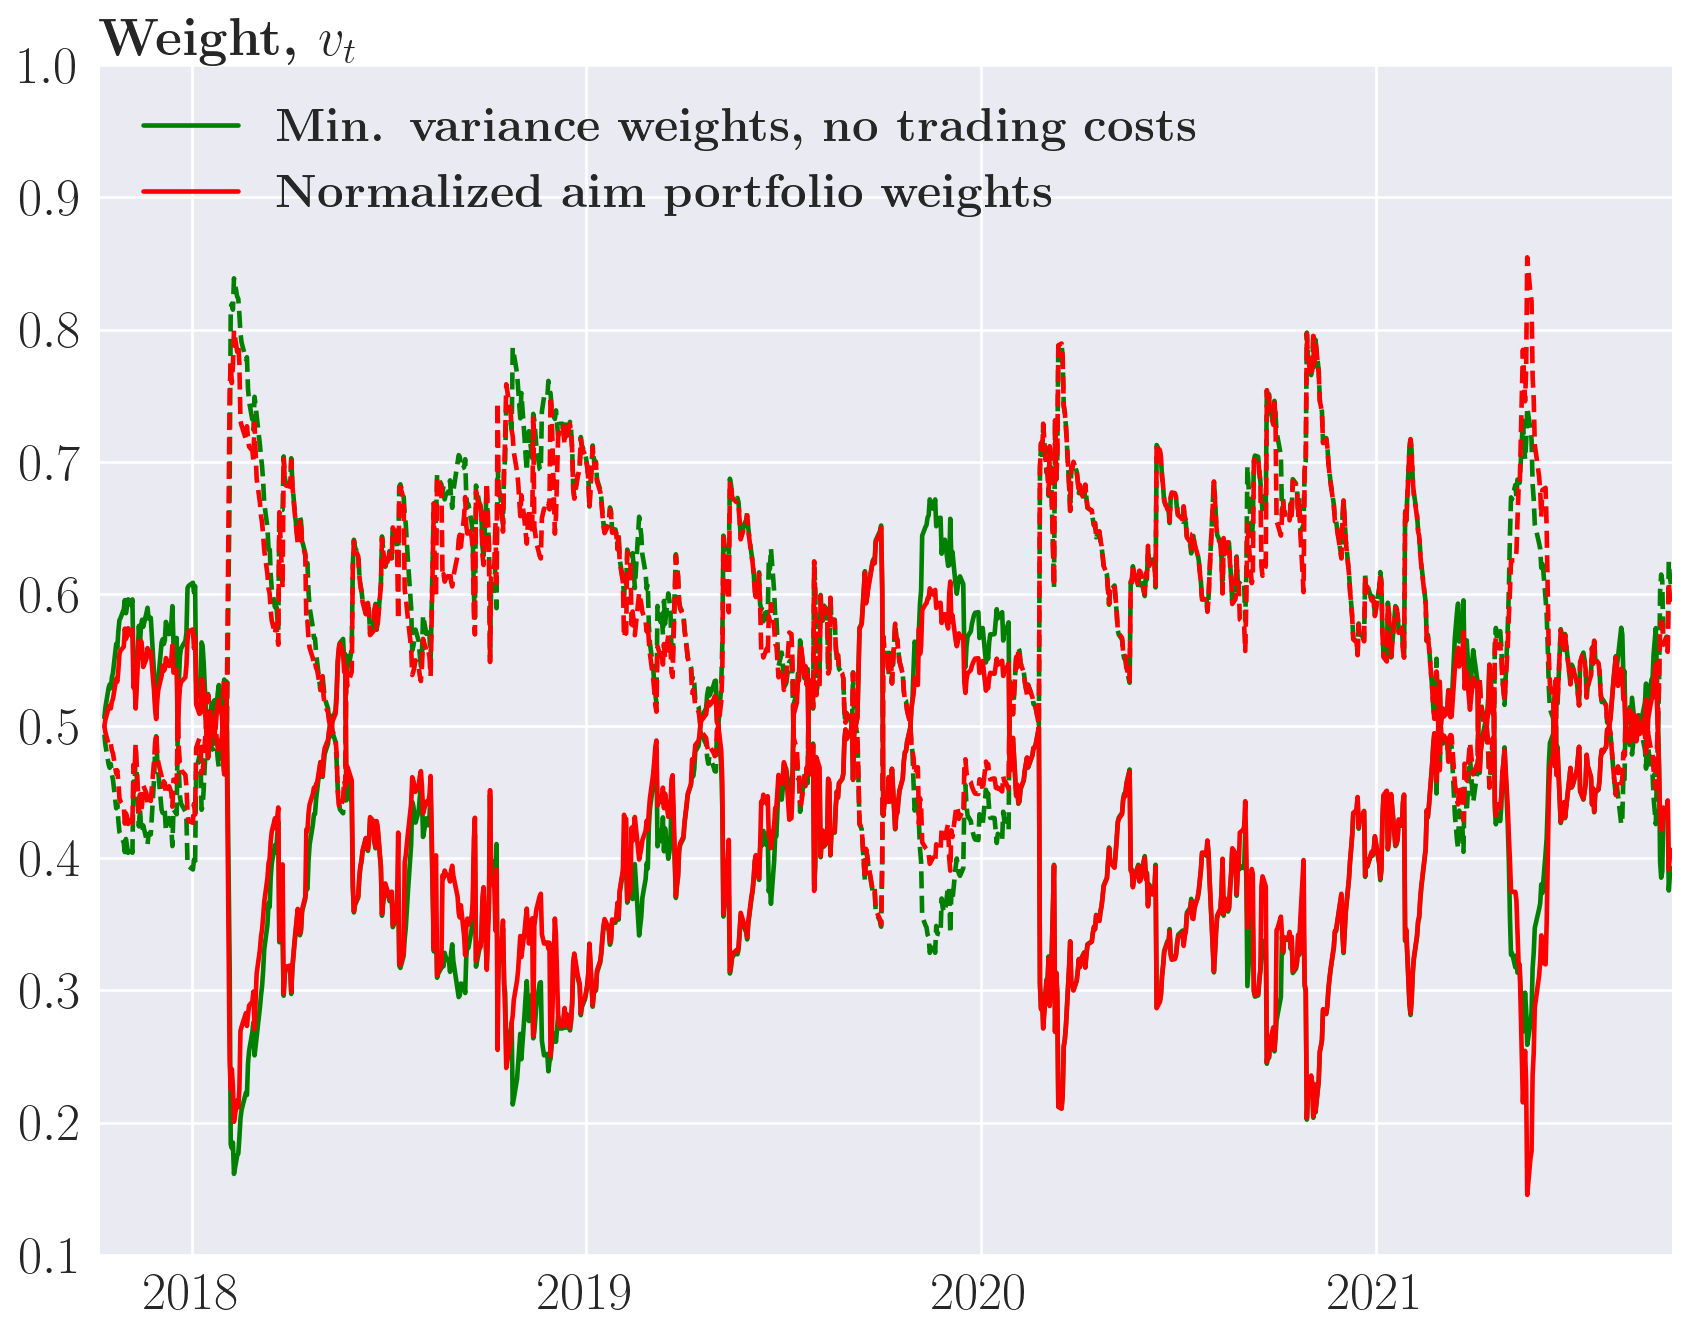 Weight, vₜ
1.0
Min. variance weights, no trading costs
Normalized aim portfolio weights
0.9
0.8
0.7
0.6
0.5
0.4
0.3
0.2
0.1
2018 2019 2020 2021